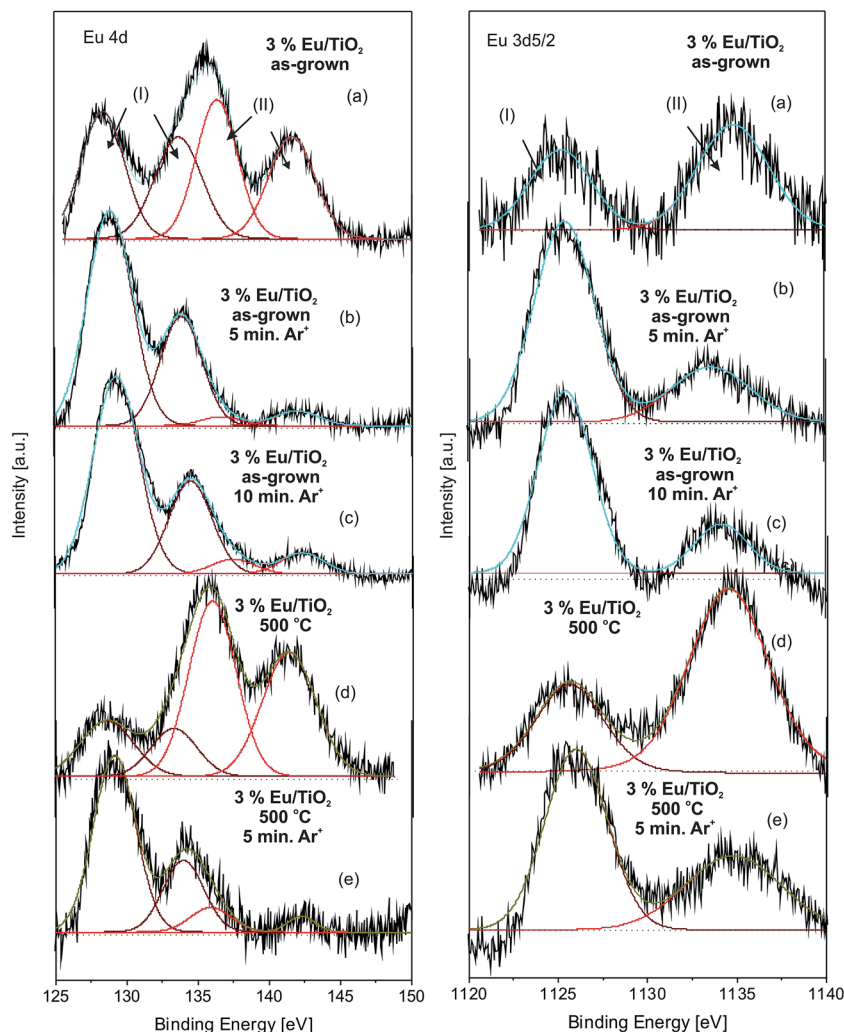 Eu 4d
3 % Eu/TiO₂
as-grown
(a)
(I)
(II)
3 % Eu/TiO₂
as-grown
5 min. Ar⁺
(b)
3 % Eu/TiO₂
as-grown
10 min. Ar⁺
(c)
3 % Eu/TiO₂
500 °C
(d)
3 % Eu/TiO₂
500 °C
5 min. Ar⁺
(e)
Intensity [a.u.]
125 130 135 140 145 150
Binding Energy [eV]
Eu 3d5/2
3 % Eu/TiO₂
as-grown
(a)
(I)
(II)
3 % Eu/TiO₂
as-grown
5 min. Ar⁺
(b)
3 % Eu/TiO₂
as-grown
10 min. Ar⁺
(c)
3 % Eu/TiO₂
500 °C
(d)
3 % Eu/TiO₂
500 °C
5 min. Ar⁺
(e)
Intensity [a.u.]
1120 1125 1130 1135 1140
Binding Energy [eV]